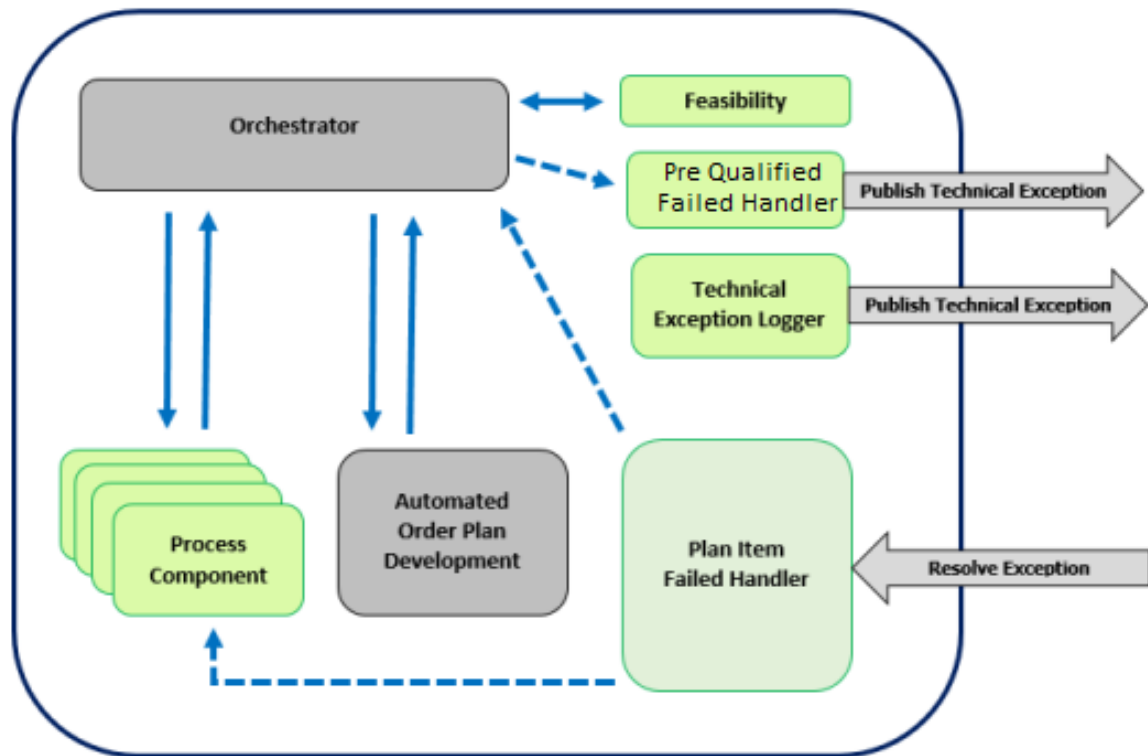 Orchestrator
Feasibility
Pre Qualified
Failed Handler
Publish Technical Exception
Technical
Exception Logger
Publish Technical Exception
Process
Component
Automated
Order Plan
Development
Plan Item
Failed Handler
Resolve Exception